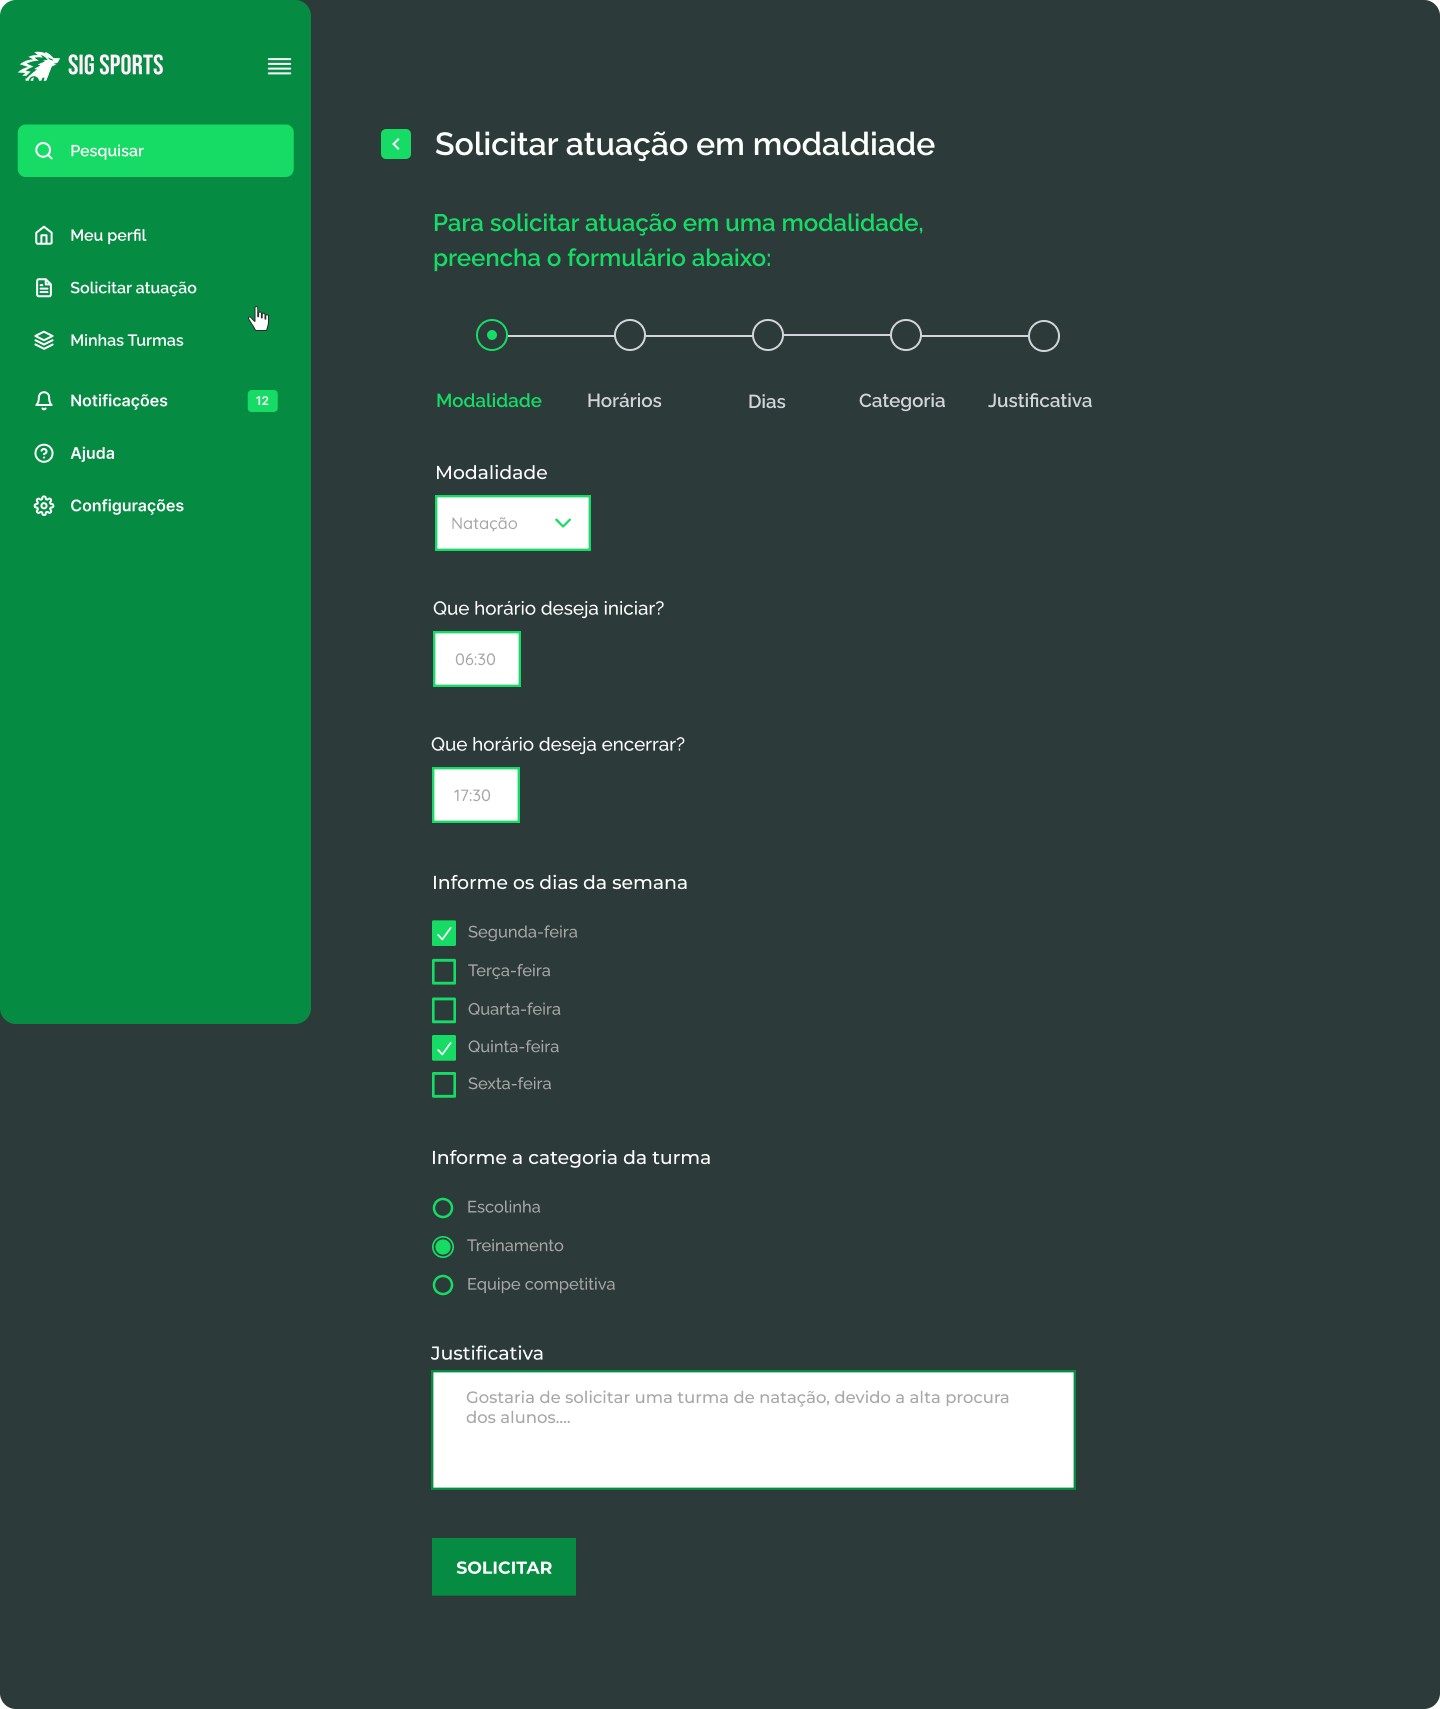 SIG SPORTS
Pesquisar
Meu perfil
Solicitar atuação
Minhas Turmas
Notificações 12
Ajuda
Configurações
Solicitar atuação em modaldiade
Para solicitar atuação em uma modalidade,
preencha o formulário abaixo:
Modalidade Horários Dias Categoria Justificativa
Modalidade
Natação
Que horário deseja iniciar?
06:30
Que horário deseja encerrar?
17:30
Informe os dias da semana
Segunda-feira
Terça-feira
Quarta-feira
Quinta-feira
Sexta-feira
Informe a categoria da turma
Escolinha
Treinamento
Equipe competitiva
Justificativa
Gostaria de solicitar uma turma de natação, devido a alta procura
dos alunos....
SOLICITAR